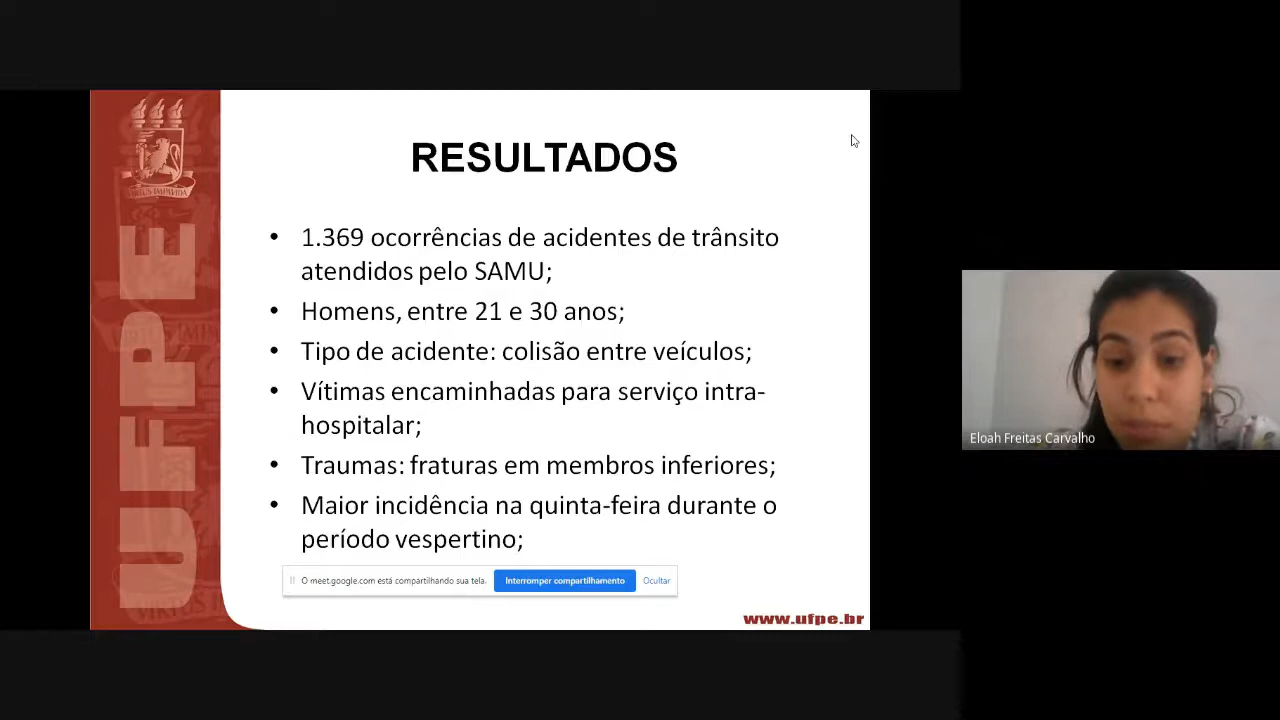 RESULTADOS
• 1.369 ocorrências de acidentes de trânsito
atendidos pelo SAMU;
• Homens, entre 21 e 30 anos;
• Tipo de acidente: colisão entre veículos;
• Vítimas encaminhadas para serviço intra-
hospitalar;
• Traumas: fraturas em membros inferiores;
• Maior incidência na quinta-feira durante o
período vespertino;
O meet.google.com está compartilhando sua tela.
Interromper compartilhamento
Ocultar
www.ufpe.br
UFPE
VIRTUS IMPAVIDA
Eloah Freitas Carvalho